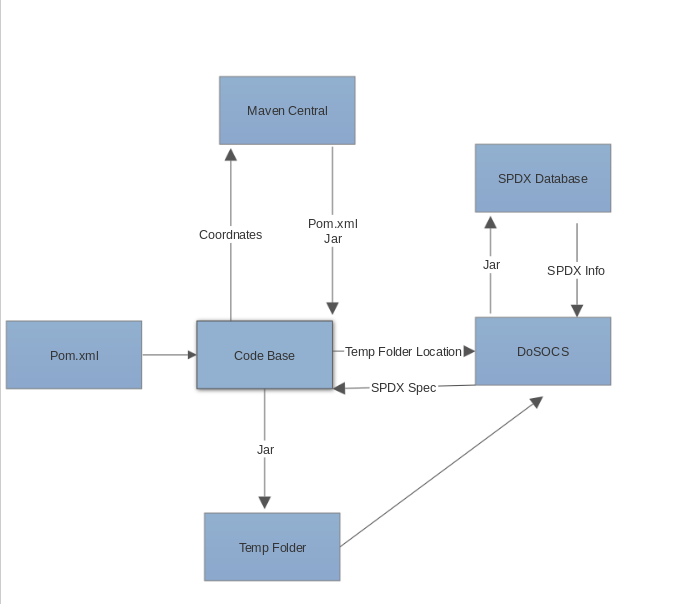 Maven Central
SPDX Database
Coordnates
Pom.xml
Jar
Jar
SPDX Info
Pom.xml
Code Base
Temp Folder Location
DoSOCS
SPDX Spec
Jar
Temp Folder